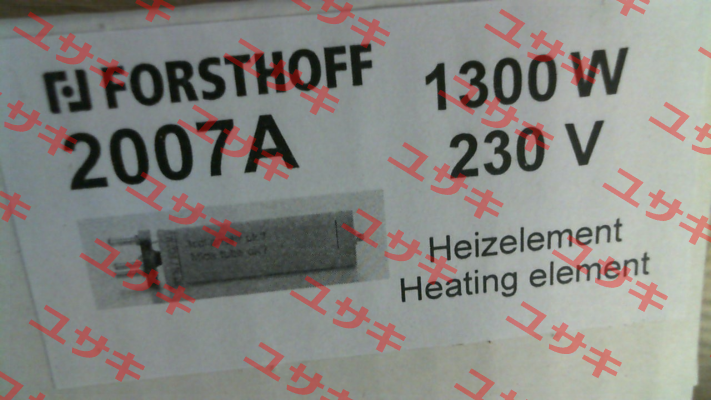 FORSTHOFF
1300 W
2007A
230 V
Heizelement
Heating element
ユサキ